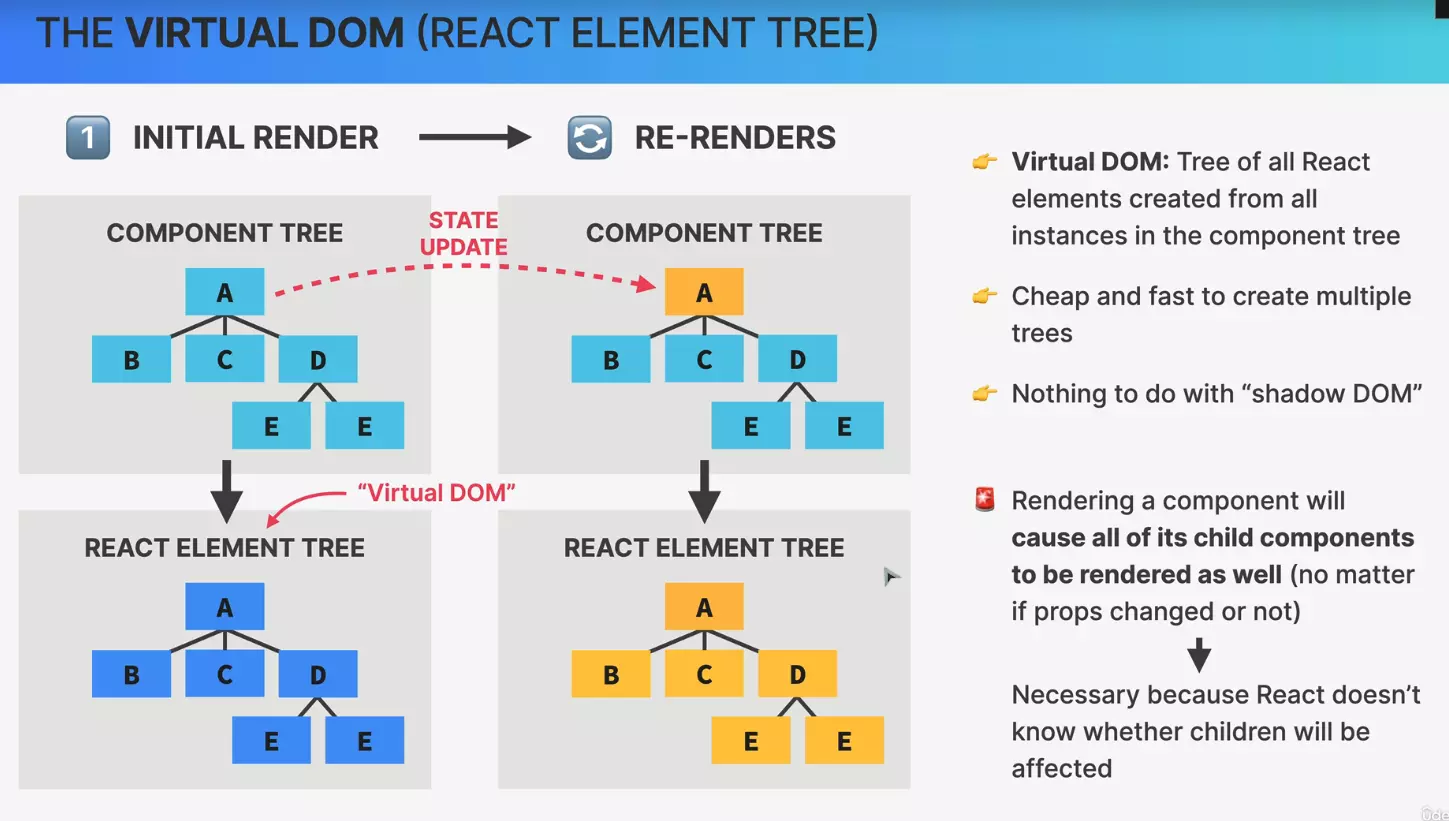 THE VIRTUAL DOM (REACT ELEMENT TREE)
1 INITIAL RENDER
RE-RENDERS
COMPONENT TREE
A
B C D
E E
STATE
UPDATE
COMPONENT TREE
A
B C D
E E
"Virtual DOM"
REACT ELEMENT TREE
A
B C D
E E
REACT ELEMENT TREE
A
B C D
E E
Virtual DOM: Tree of all React
elements created from all
instances in the component tree
Cheap and fast to create multiple
trees
Nothing to do with “shadow DOM”
Rendering a component will
cause all of its child components
to be rendered as well (no matter
if props changed or not)
Necessary because React doesn’t
know whether children will be
affected